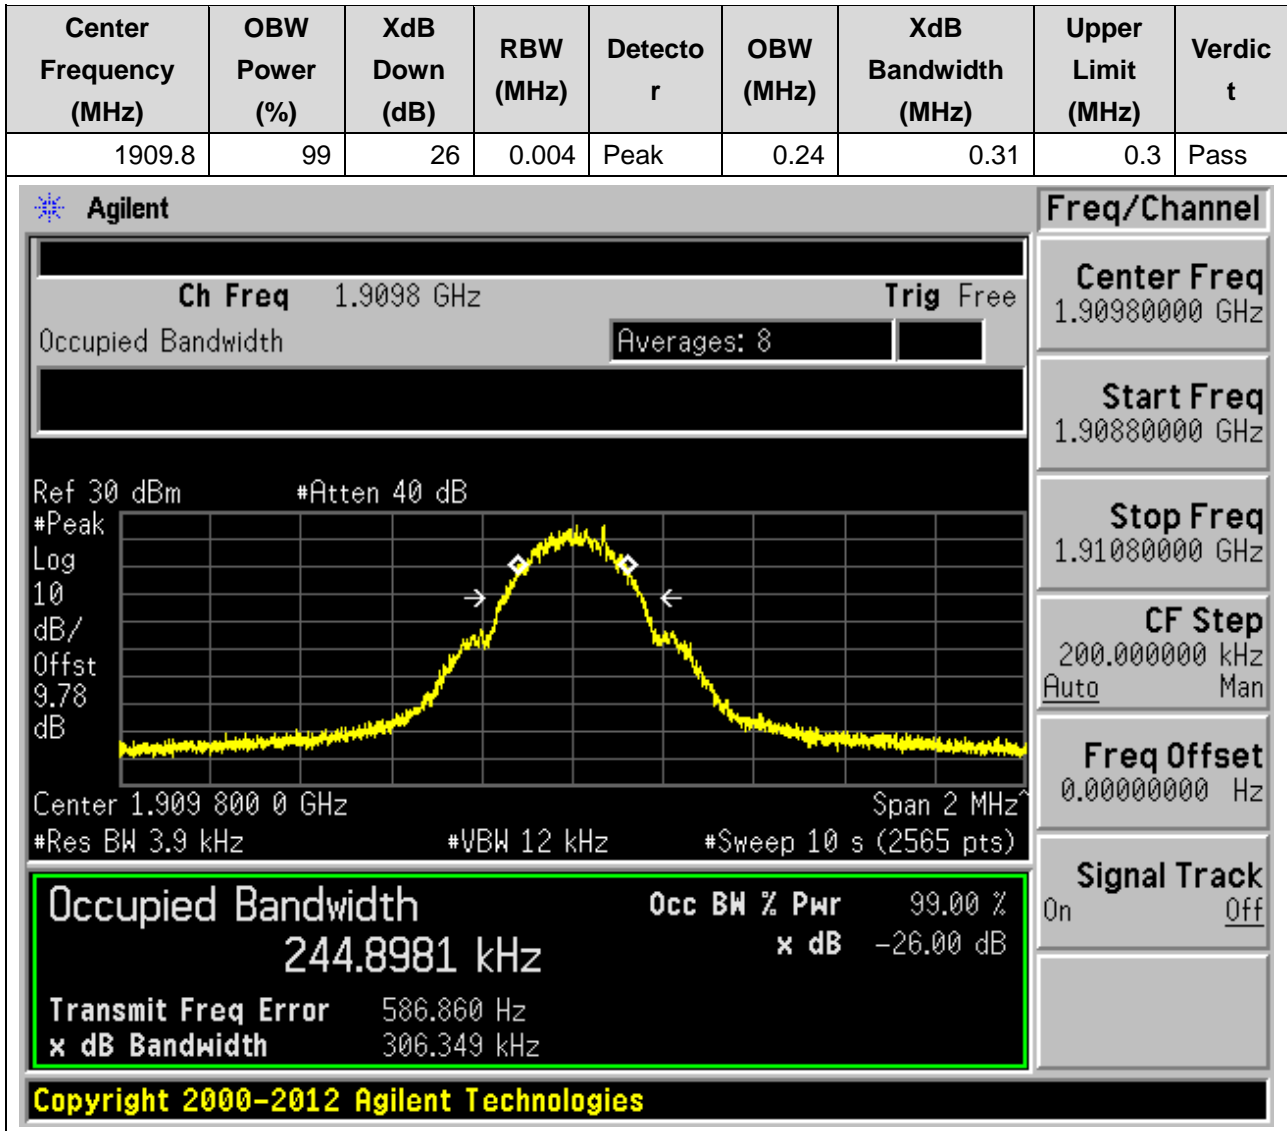 Center Frequency (MHz) OBW Power (%) XdB Down (dB) RBW (MHz) Detecto r OBW (MHz) XdB Bandwidth (MHz) Upper Limit (MHz) Verdic t
1909.8 99 26 0.004 Peak 0.24 0.31 0.3 Pass
Agilent
Freq/Channel
Ch Freq 1.9098 GHz Trig Free
Occupied Bandwidth Averages: 8
Center Freq
1.90980000 GHz
Start Freq
1.90880000 GHz
Stop Freq
1.91080000 GHz
CF Step
200.000000 kHz
Auto Man
Freq Offset
0.00000000 Hz
Signal Track
On Off
Ref 30 dBm #Atten 40 dB
#Peak
Log
10
dB/
Offst
9.78
dB
Center 1.909 800 0 GHz Span 2 MHz^
#Res BW 3.9 kHz #VBW 12 kHz #Sweep 10 s (2565 pts)
Occupied Bandwidth Occ BW % Pwr 99.00 %
244.8981 kHz x dB -26.00 dB
Transmit Freq Error 586.860 Hz
x dB Bandwidth 306.349 kHz
Copyright 2000-2012 Agilent Technologies